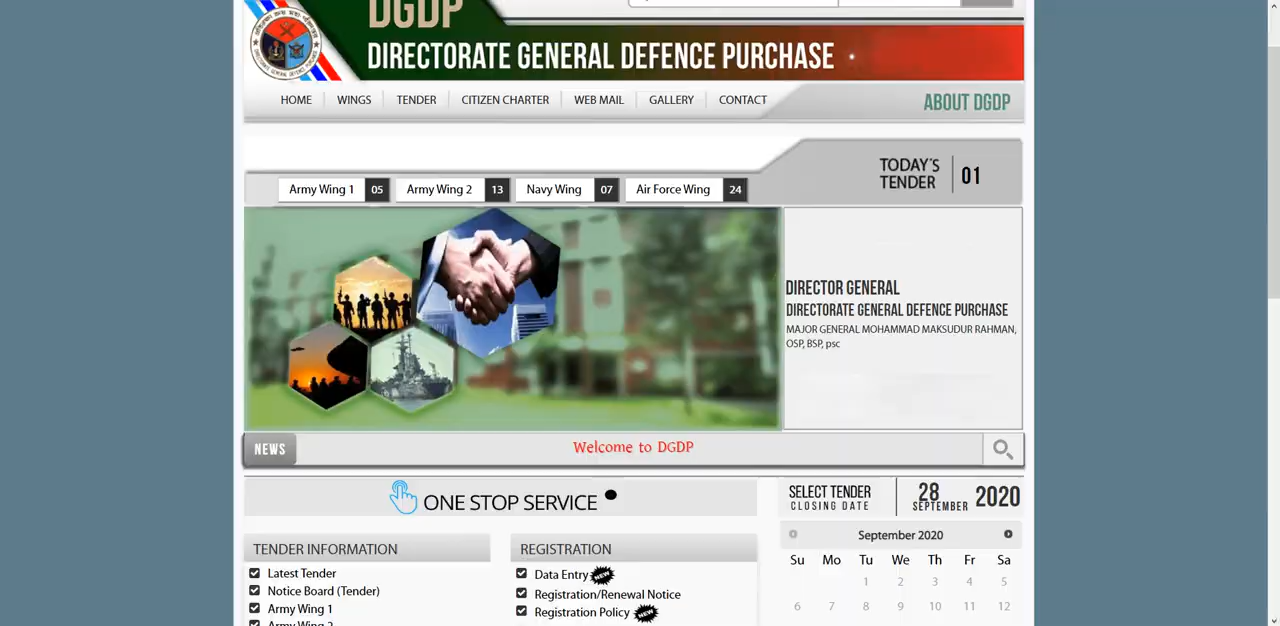 DGDP
DIRECTORATE GENERAL DEFENCE PURCHASE
HOME WINGS TENDER CITIZEN CHARTER WEB MAIL GALLERY CONTACT ABOUT DGDP
TODAY'S TENDER 01
Army Wing 1 05 Army Wing 2 13 Navy Wing 07 Air Force Wing 24
DIRECTOR GENERAL
DIRECTORATE GENERAL DEFENCE PURCHASE
MAJOR GENERAL MOHAMMAD MAKSUDUR RAHMAN,
OSP, BSP, psc
NEWS Welcome to DGDP
ONE STOP SERVICE
SELECT TENDER
CLOSING DATE
28
SEPTEMBER
2020
TENDER INFORMATION
Latest Tender
Notice Board (Tender)
Army Wing 1
Army Wing 2
REGISTRATION
Data Entry NEW
Registration/Renewal Notice
Registration Policy NEW
September 2020
Su Mo Tu We Th Fr Sa
1 2 3 4 5
6 7 8 9 10 11 12